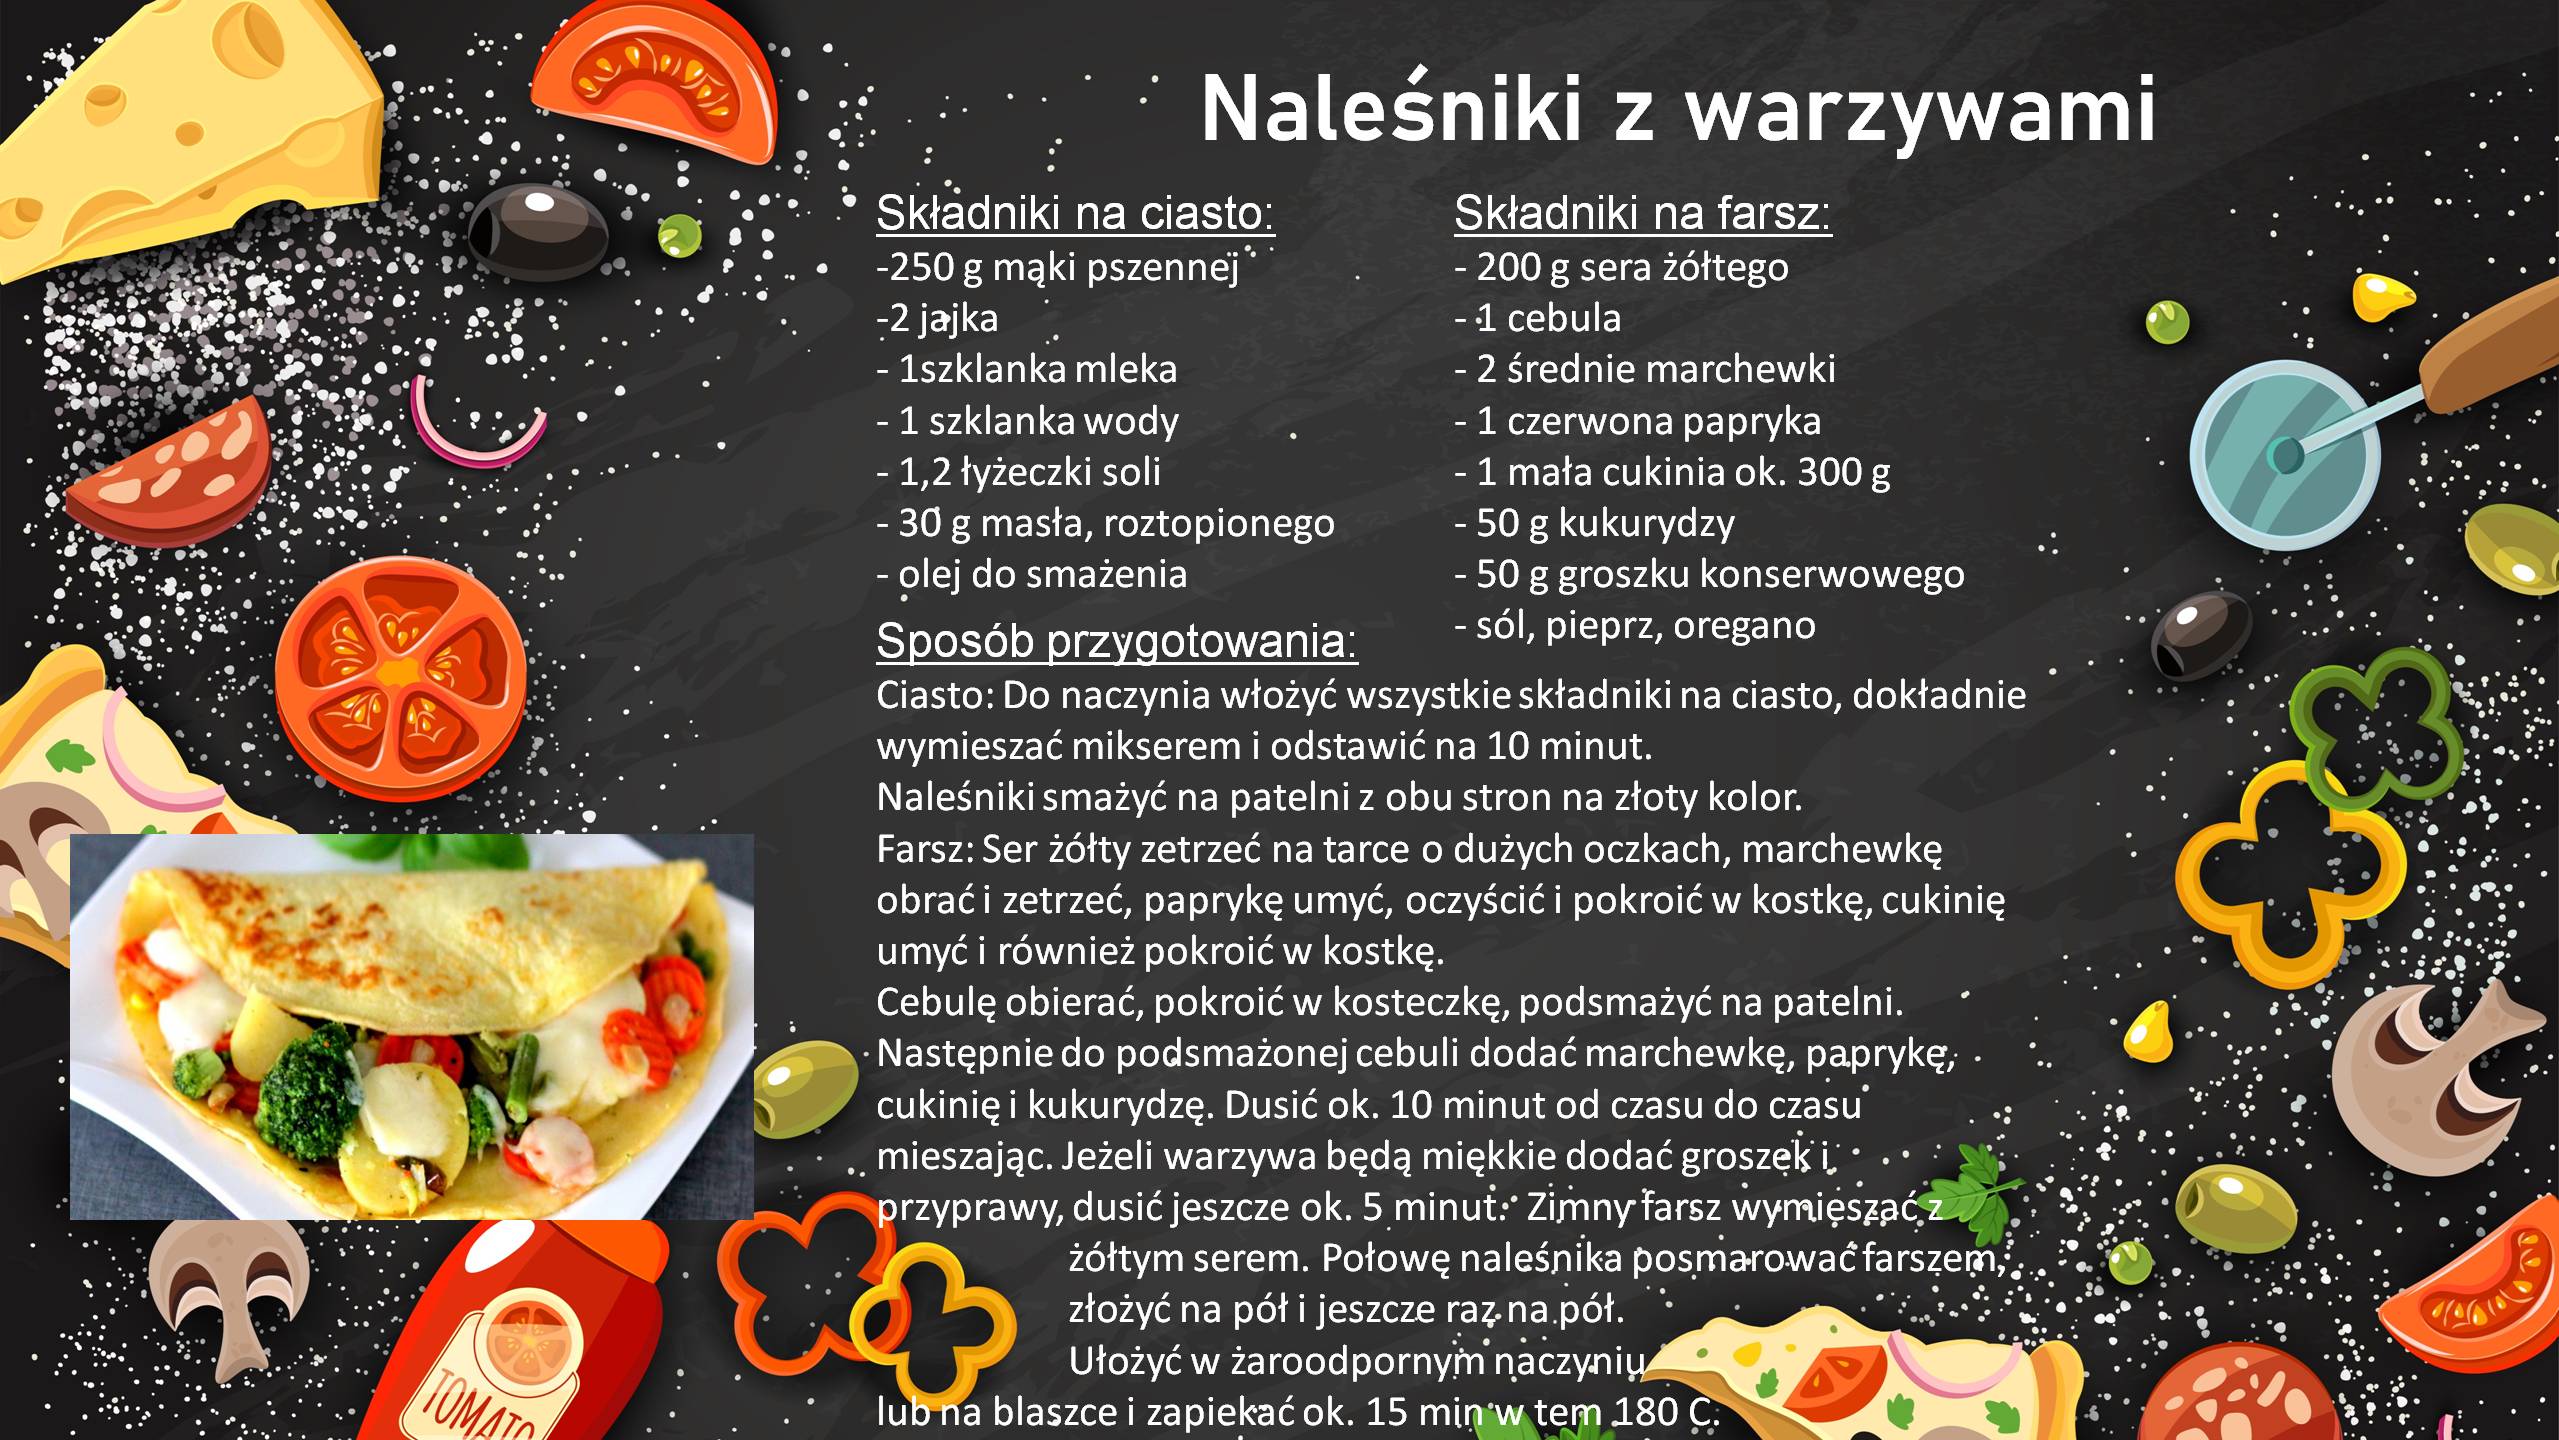 Naleśniki z warzywami
Składniki na ciasto:
-250 g mąki pszennej
-2 jajka
- 1szklanka mleka
- 1 szklanka wody
- 1,2 łyżeczki soli
- 30 g masła, roztopionego
- olej do smażenia
Składniki na farsz:
- 200 g sera żółtego
- 1 cebula
- 2 średnie marchewki
- 1 czerwona papryka
- 1 mała cukinia ok. 300 g
- 50 g kukurydzy
- 50 g groszku konserwowego
- sól, pieprz, oregano
Sposób przygotowania:
Ciasto: Do naczynia włożyć wszystkie składniki na ciasto, dokładnie
wymieszać mikserem i odstawić na 10 minut.
Naleśniki smażyć na patelni z obu stron na złoty kolor.
Farsz: Ser żółty zetrzeć na tarce o dużych oczkach, marchewkę
obrać i zetrzeć, paprykę umyć, oczyścić i pokroić w kostkę, cukinię
umyć i również pokroić w kostkę.
Cebulę obierać, pokroić w kosteczkę, podsmażyć na patelni.
Następnie do podsmażonej cebuli dodać marchewkę, paprykę,
cukinię i kukurydzę. Dusić ok. 10 minut od czasu do czasu
mieszając. Jeżeli warzywa będą miękkie dodać groszek i
przyprawy, dusić jeszcze ok. 5 minut. Zimny farsz wymieszać z
żółtym serem. Połowę naleśnika posmarować farszem,
złożyć na pół i jeszcze raz na pół.
Ułożyć w żaroodpornym naczyniu
lub na blaszce i zapiekać ok. 15 min w tem 180 C.
TOMATO